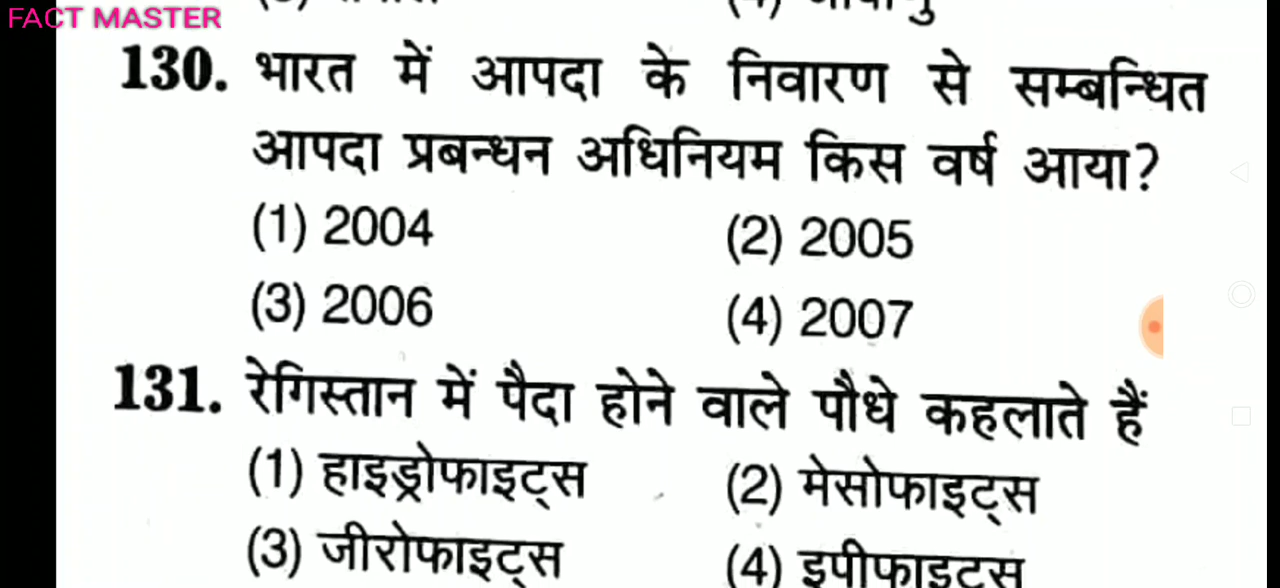 FACT MASTER
130. भारत में आपदा के निवारण से सम्बन्धित
आपदा प्रबन्धन अधिनियम किस वर्ष आया?
(1) 2004 (2) 2005
(3) 2006 (4) 2007
131. रेगिस्तान में पैदा होने वाले पौधे कहलाते हैं
(1) हाइड्रोफाइट्स (2) मेसोफाइट्स
(3) जीरोफाइट्स (4) इपीफाइट्स